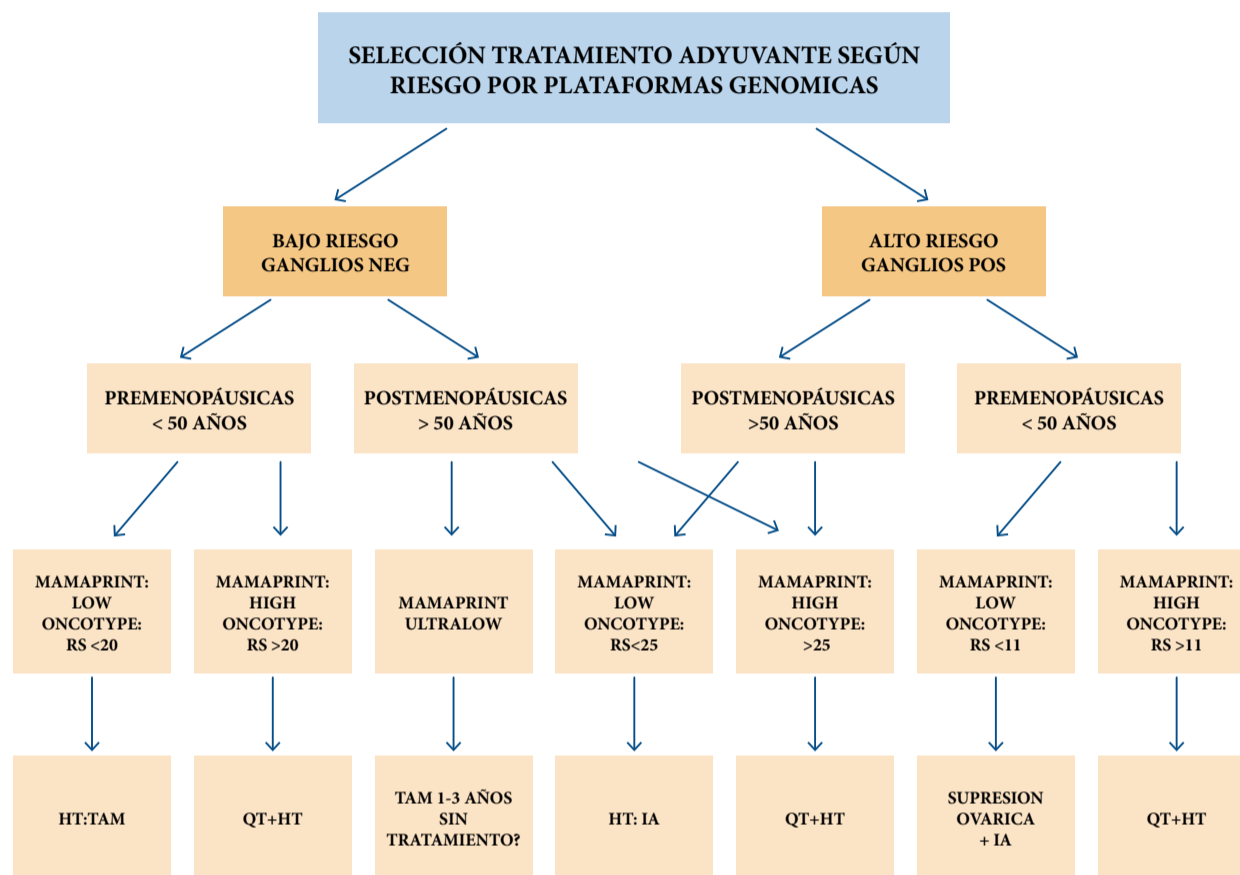 SELECCIÓN TRATAMIENTO ADYUVANTE SEGÚN
RIESGO POR PLATAFORMAS GENOMICAS
BAJO RIESGO
GANGLIOS NEG
ALTO RIESGO
GANGLIOS POS
PREMENOPÁUSICAS
< 50 AÑOS
POSTMENOPÁUSICAS
> 50 AÑOS
POSTMENOPÁUSICAS
>50 AÑOS
PREMENOPÁUSICAS
< 50 AÑOS
MAMAPRINT:
LOW
ONCOTYPE:
RS <20
MAMAPRINT:
HIGH
ONCOTYPE:
RS >20
MAMAPRINT
ULTRALOW
MAMAPRINT:
LOW
ONCOTYPE:
RS<25
MAMAPRINT:
HIGH
ONCOTYPE:
>25
MAMAPRINT:
LOW
ONCOTYPE:
RS <11
MAMAPRINT:
HIGH
ONCOTYPE:
RS >11
HT:TAM
QT+HT
TAM 1-3 AÑOS
SIN
TRATAMIENTO?
HT: IA
QT+HT
SUPRESION
OVARICA
+ IA
QT+HT